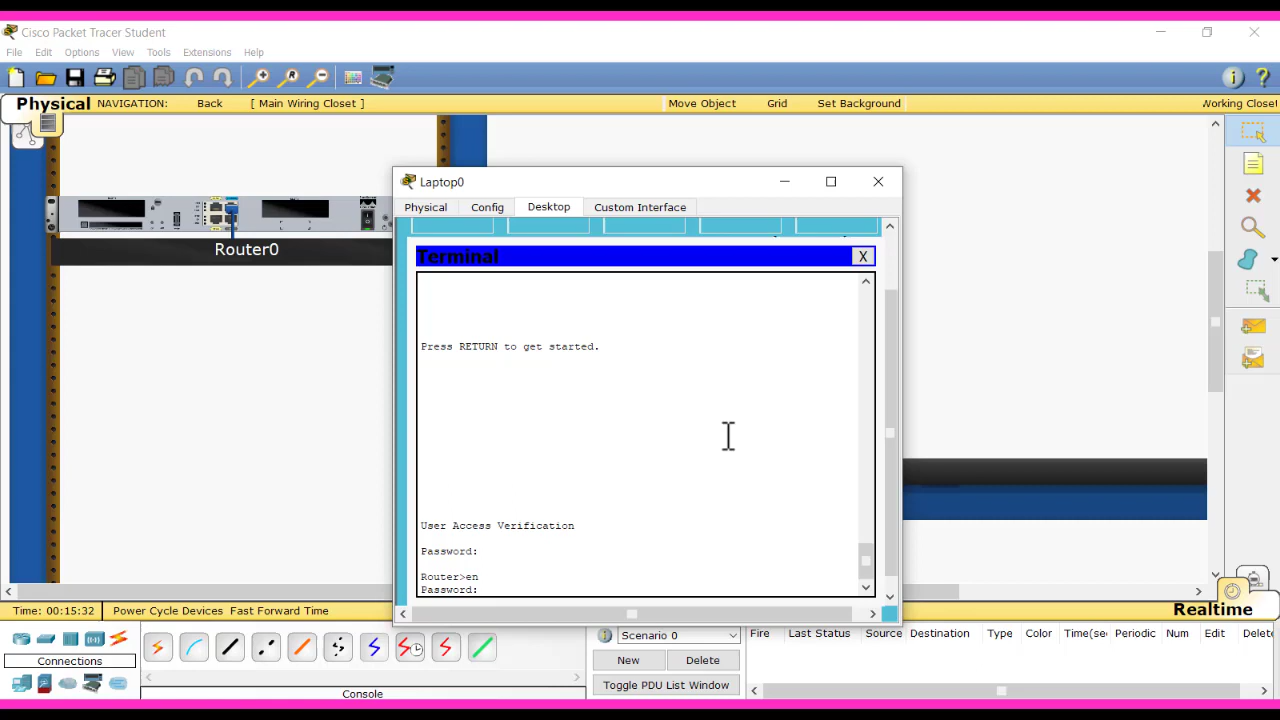 Cisco Packet Tracer Student
File Edit Options View Tools Extensions Help
Physical NAVIGATION: Back [ Main Wiring Closet ] Move Object Grid Set Background Working Closet
Router0
Laptop0
Physical Config Desktop Custom Interface
Terminal X
Press RETURN to get started.
User Access Verification
Password:
Router>en
Password:
Time: 00:15:32 Power Cycle Devices Fast Forward Time Realtime
Connections
Console
Scenario 0
New Delete
Toggle PDU List Window
Fire Last Status Source Destination Type Color Time(sec Periodic Num Edit Delete